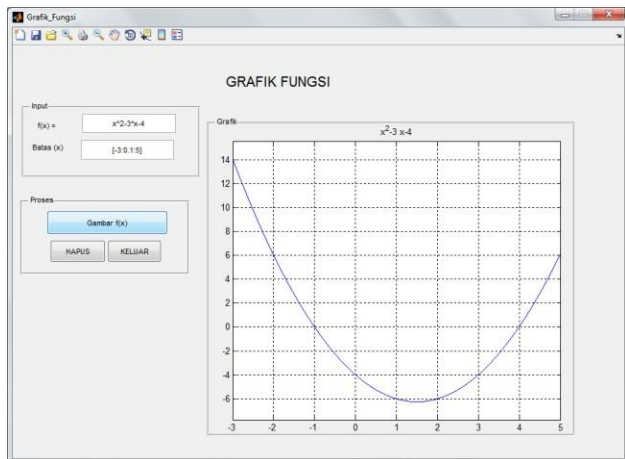 Grafik_Fungsi
GRAFIK FUNGSI
Input
f(x) =
x^2-3*x-4
Batas (x)
[-3:0.1:5]
Proses
Gambar f(x)
HAPUS
KELUAR
Grafik
x²-3 x-4
14
12
10
8
6
4
2
0
-2
-4
-6
-3 -2 -1 0 1 2 3 4 5